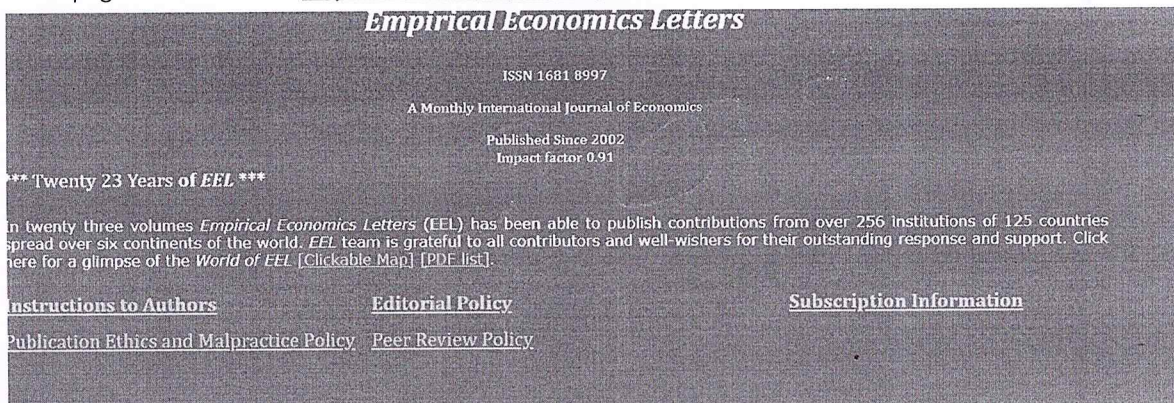 Empirical Economics Letters
ISSN 1681 8997
A Monthly International Journal of Economics
Published Since 2002
Impact factor 0.91
*** Twenty 23 Years of EEL ***
In twenty three volumes Empirical Economics Letters (EEL) has been able to publish contributions from over 256 institutions of 125 countries
spread over six continents of the world. EEL team is grateful to all contributors and well-wishers for their outstanding response and support. Click
here for a glimpse of the World of EEL [Clickable Map] [PDF list].
Instructions to Authors Editorial Policy Subscription Information
Publication Ethics and Malpractice Policy Peer Review Policy